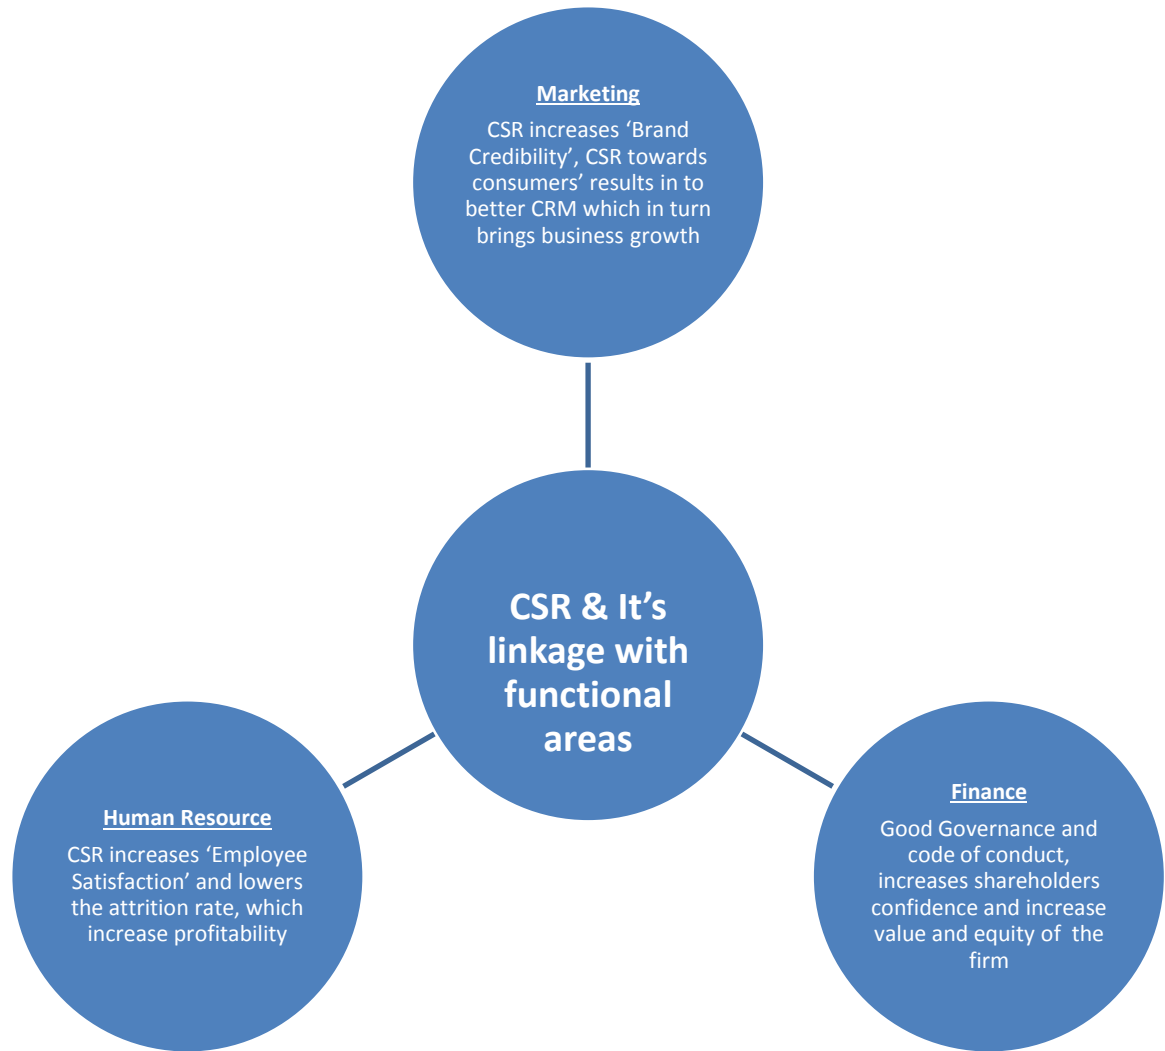 Marketing
CSR increases ‘Brand
Credibility’, CSR towards
consumers’ results in to
better CRM which in turn
brings business growth
CSR & It’s
linkage with
functional
areas
Human Resource
CSR increases ‘Employee
Satisfaction’ and lowers
the attrition rate, which
increase profitability
Finance
Good Governance and
code of conduct,
increases shareholders
confidence and increase
value and equity of the
firm